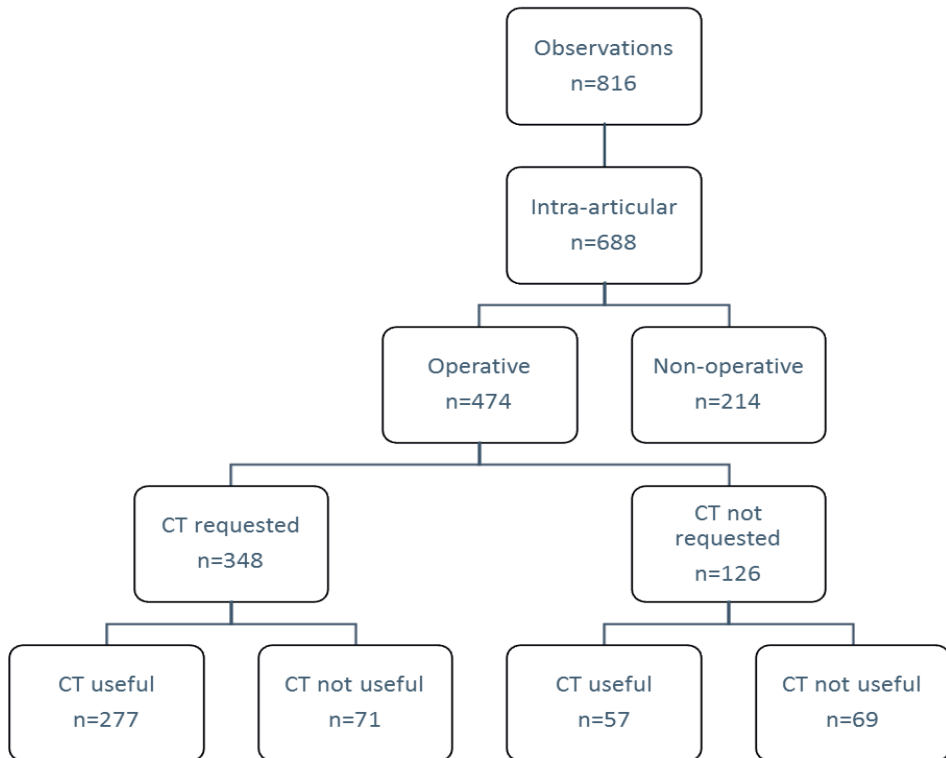 Observations
n=816
Intra-articular
n=688
Operative
n=474
Non-operative
n=214
CT requested
n=348
CT not
requested
n=126
CT useful
n=277
CT not useful
n=71
CT useful
n=57
CT not useful
n=69